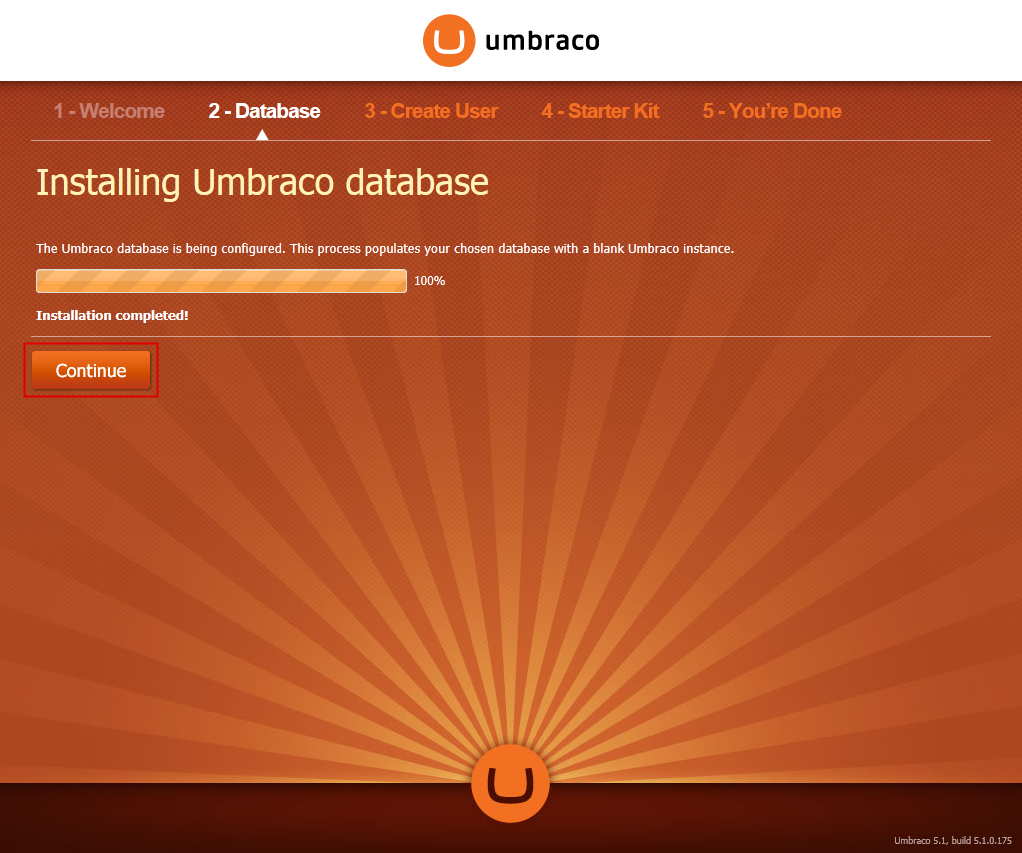 umbraco
1 - Welcome 2 - Database 3 - Create User 4 - Starter Kit 5 - You're Done
Installing Umbraco database
The Umbraco database is being configured. This process populates your chosen database with a blank Umbraco instance.
100%
Installation completed!
Continue
Umbraco 5.1, build 5.1.0.175